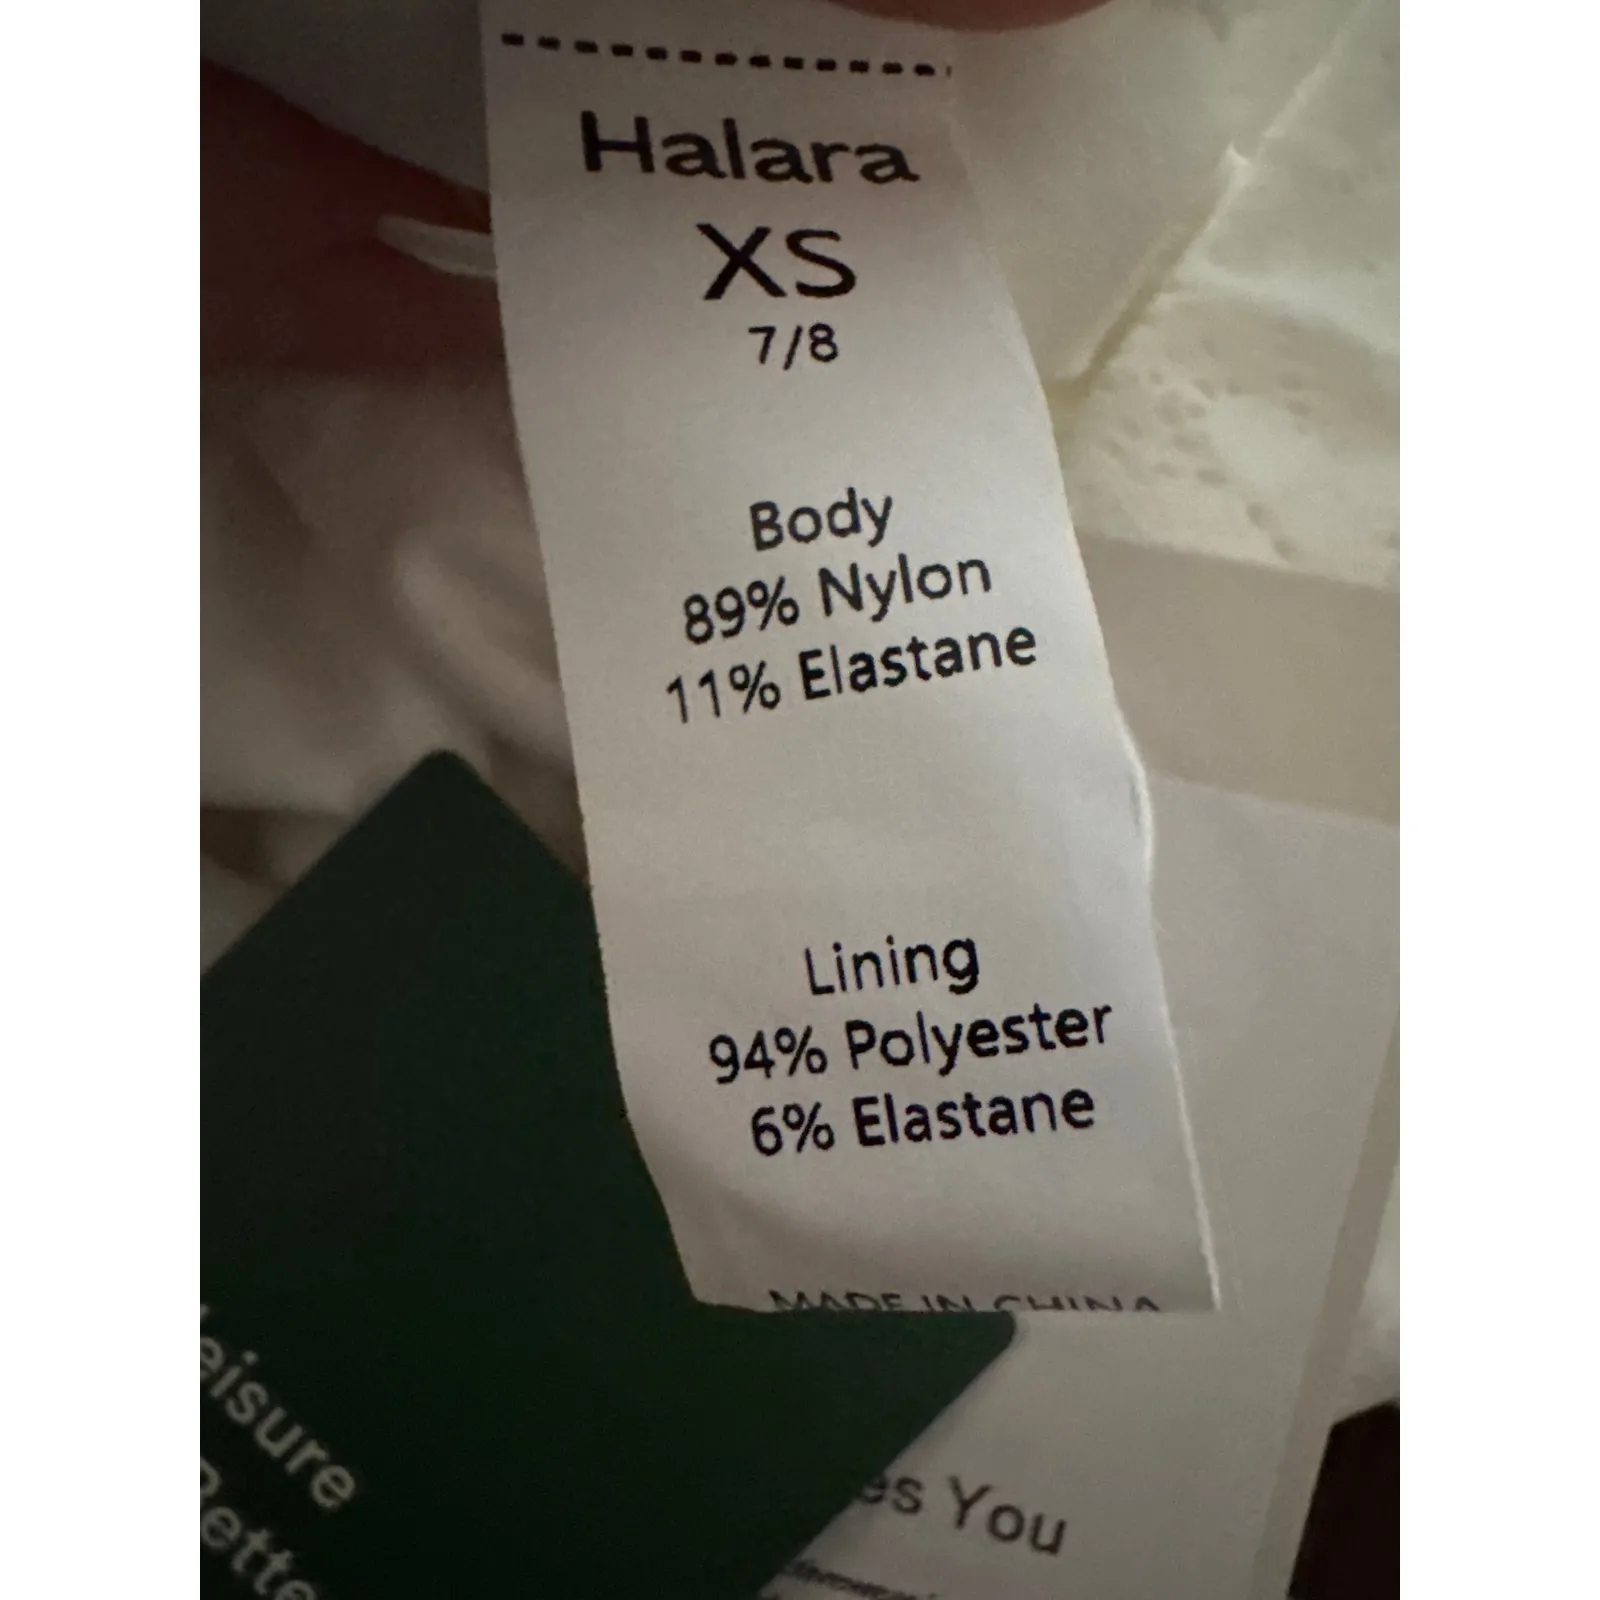 Halara
XS
7/8
Body
89% Nylon
11% Elastane
Lining
94% Polyester
6% Elastane
MADE IN CHINA
eisure
Bette
es You